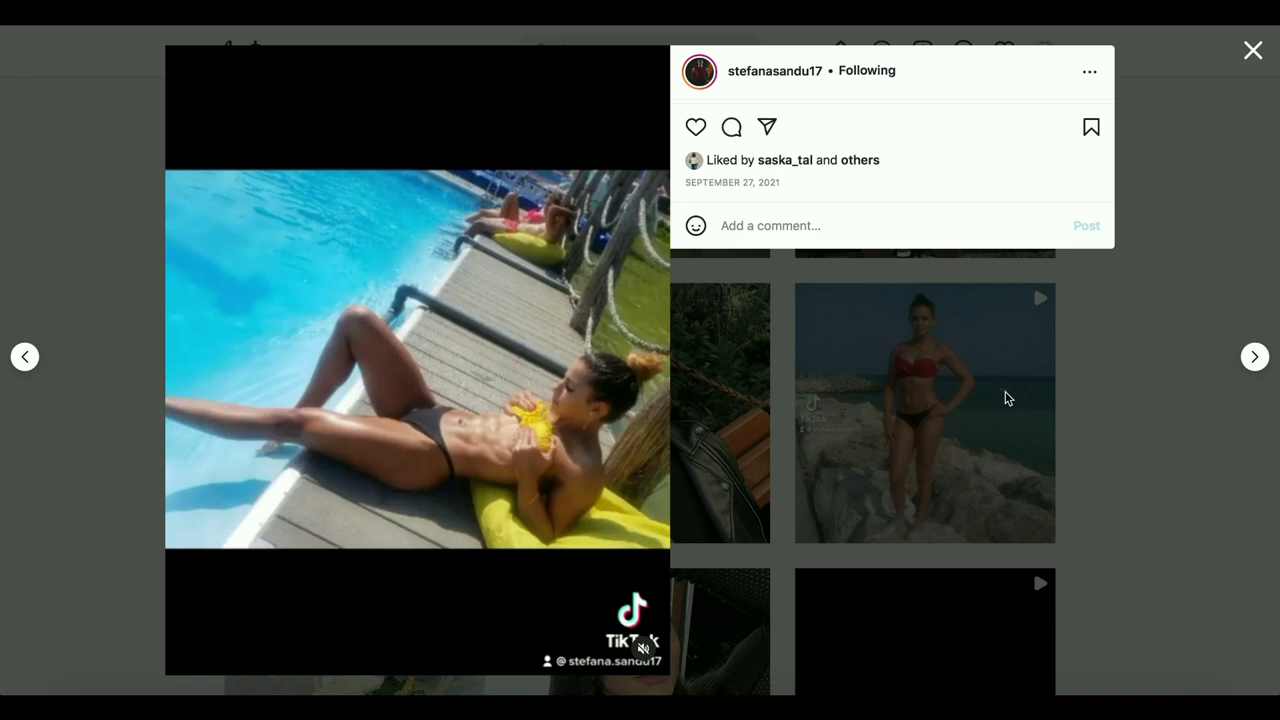 stefanasandu17 • Following
Liked by saska_tal and others
SEPTEMBER 27, 2021
Add a comment... Post
TikTok
@ stefana.sandu17